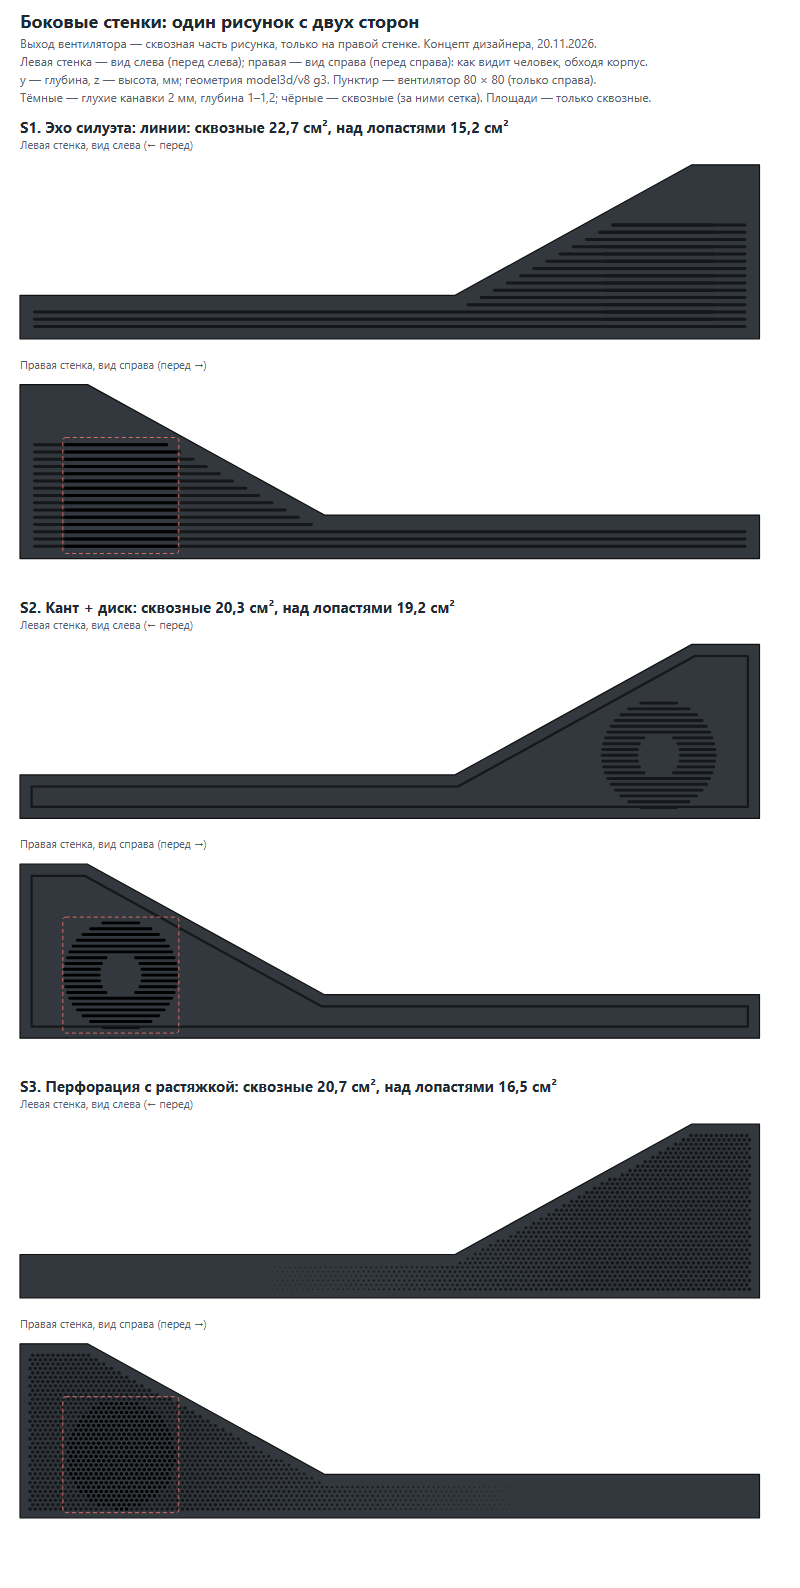 Боковые стенки: один рисунок с двух сторон
Выход вентилятора — сквозная часть рисунка, только на правой стенке. Концепт дизайнера, 20.11.2026.
Левая стенка — вид слева (перед слева); правая — вид справа (перед справа): как видит человек, обходя корпус.
y — глубина, z — высота, мм; геометрия model3d/v8 g3. Пунктир — вентилятор 80 × 80 (только справа).
Тёмные — глухие канавки 2 мм, глубина 1–1,2; чёрные — сквозные (за ними сетка). Площади — только сквозные.
S1. Эхо силуэта: линии: сквозные 22,7 см², над лопастями 15,2 см²
Левая стенка, вид слева (← перед)
Правая стенка, вид справа (перед →)
S2. Кант + диск: сквозные 20,3 см², над лопастями 19,2 см²
Левая стенка, вид слева (← перед)
Правая стенка, вид справа (перед →)
S3. Перфорация с растяжкой: сквозные 20,7 см², над лопастями 16,5 см²
Левая стенка, вид слева (← перед)
Правая стенка, вид справа (перед →)